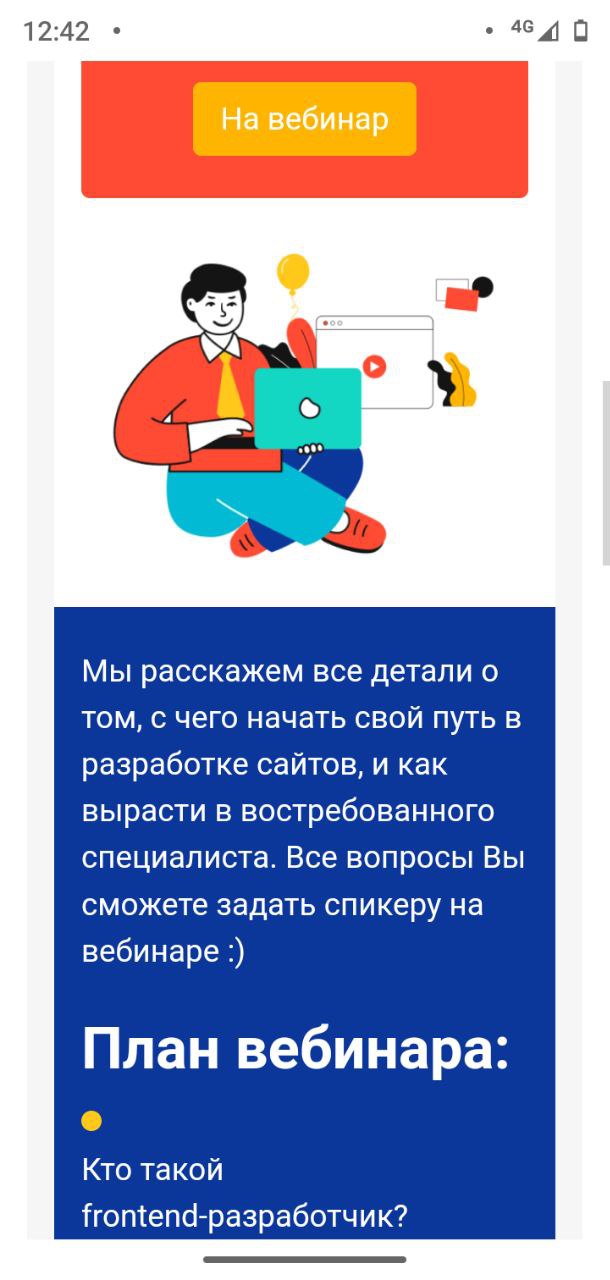 12:42
4G
На вебинар
Мы расскажем все детали о
том, с чего начать свой путь в
разработке сайтов, и как
вырасти в востребованного
специалиста. Все вопросы Вы
сможете задать спикеру на
вебинаре :)
План вебинара:
Кто такой
frontend-разработчик?